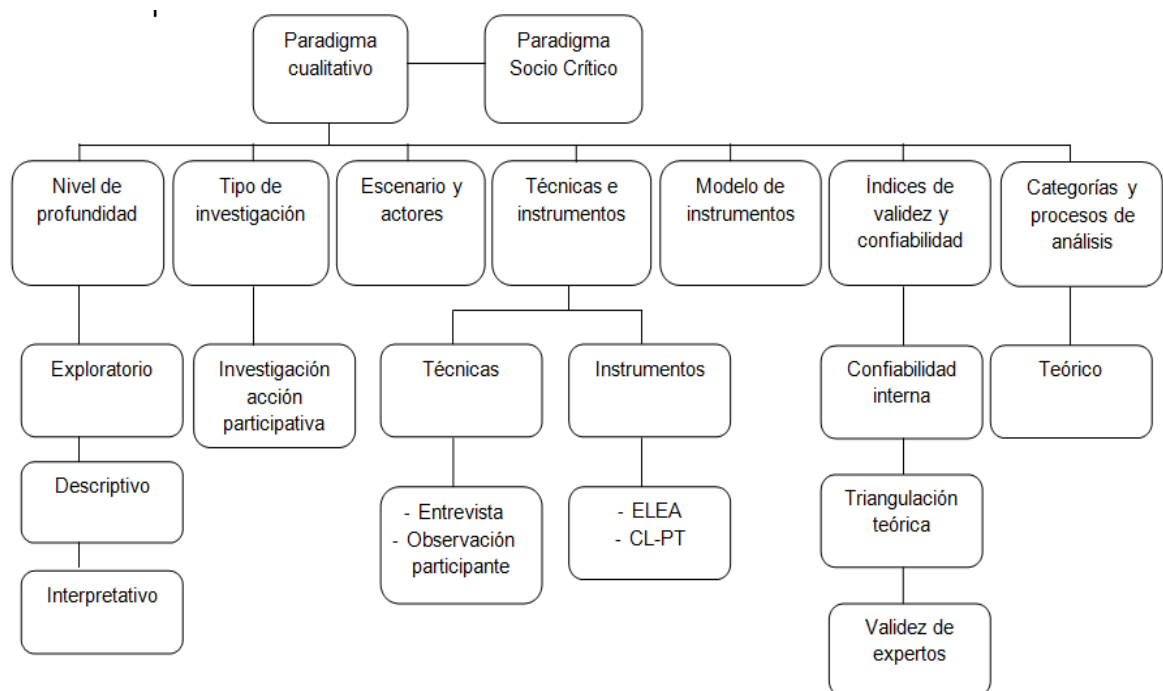 Paradigma
cualitativo
Paradigma
Socio Crítico
Nivel de
profundidad
Tipo de
investigación
Escenario y
actores
Técnicas e
instrumentos
Modelo de
instrumentos
Índices de
validez y
confiabilidad
Categorías y
procesos de
análisis
Exploratorio
Investigación
acción
participativa
Técnicas
Instrumentos
Confiabilidad
interna
Teórico
Descriptivo
- Entrevista
- Observación
participante
- ELEA
- CL-PT
Triangulación
teórica
Interpretativo
Validez de
expertos